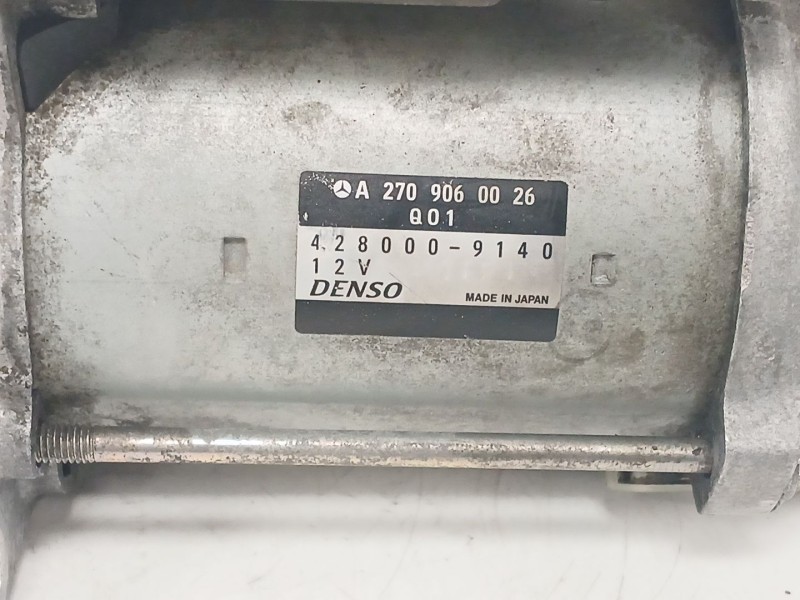 A 270 906 00 26
Q01
428000-9140
12V
DENSO
MADE IN JAPAN